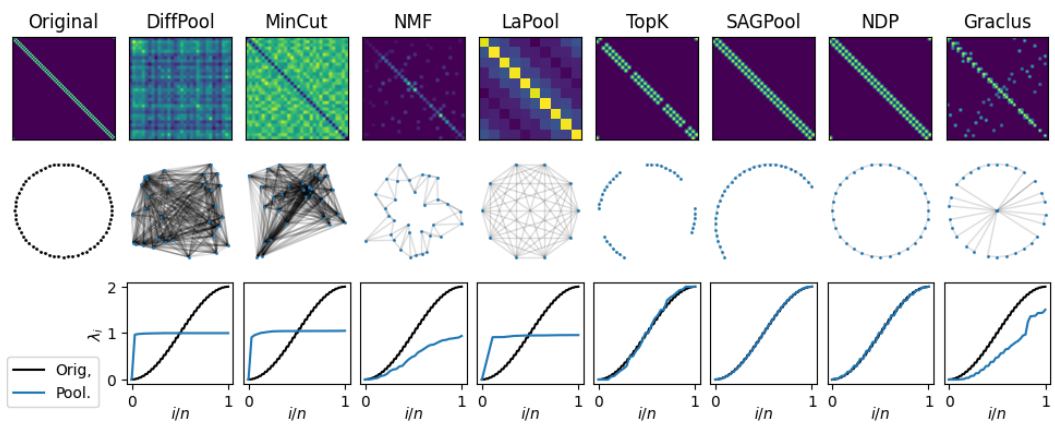 Original DiffPool MinCut NMF LaPool TopK SAGPool NDP Graclus
2
1
0
λi
Orig,
Pool.
0 1 0 1 0 1 0 1 0 1 0 1 0 1 0 1
i/n i/n i/n i/n i/n i/n i/n i/n